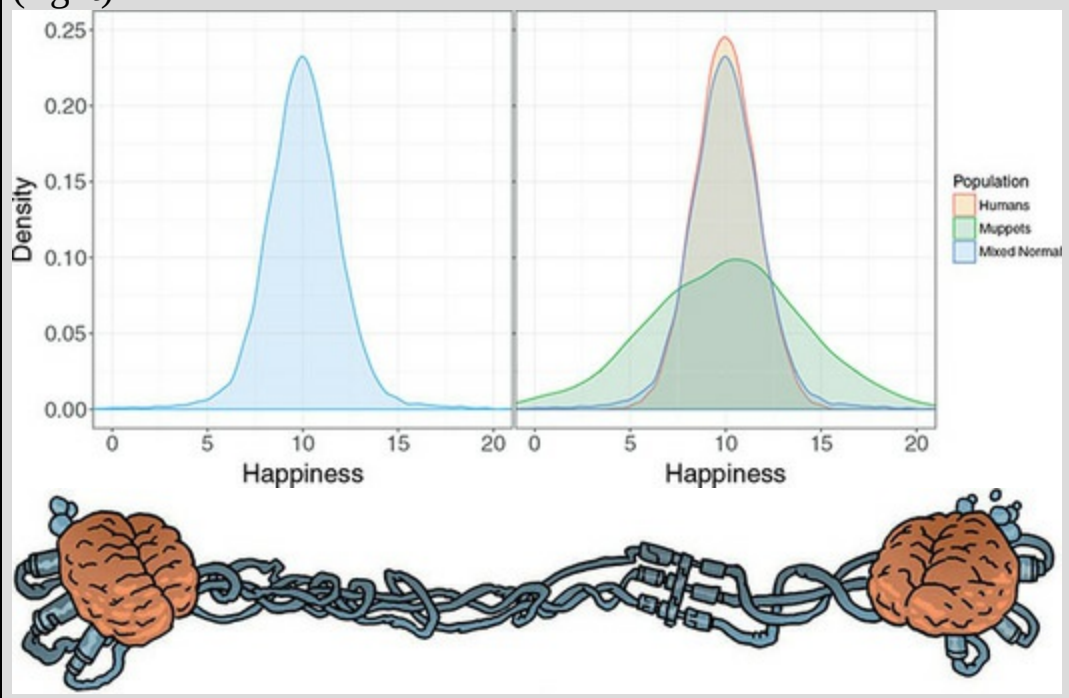 (right)
0.25
0.20
0.15
0.10
0.05
0.00
Density
0 5 10 15 20
0 5 10 15 20
Happiness
Happiness
Population
Humans
Muppets
Mixed Normal